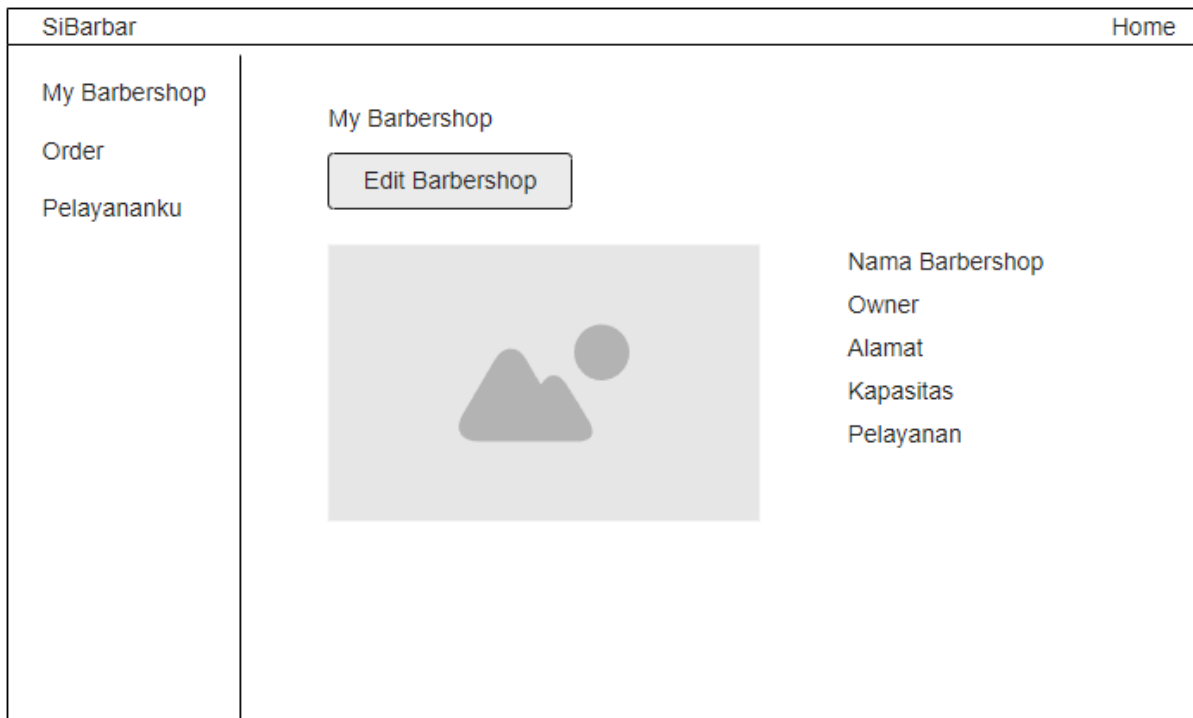 SiBarbar
Home
My Barbershop
Order
Pelayananku
My Barbershop
Edit Barbershop
Nama Barbershop
Owner
Alamat
Kapasitas
Pelayanan